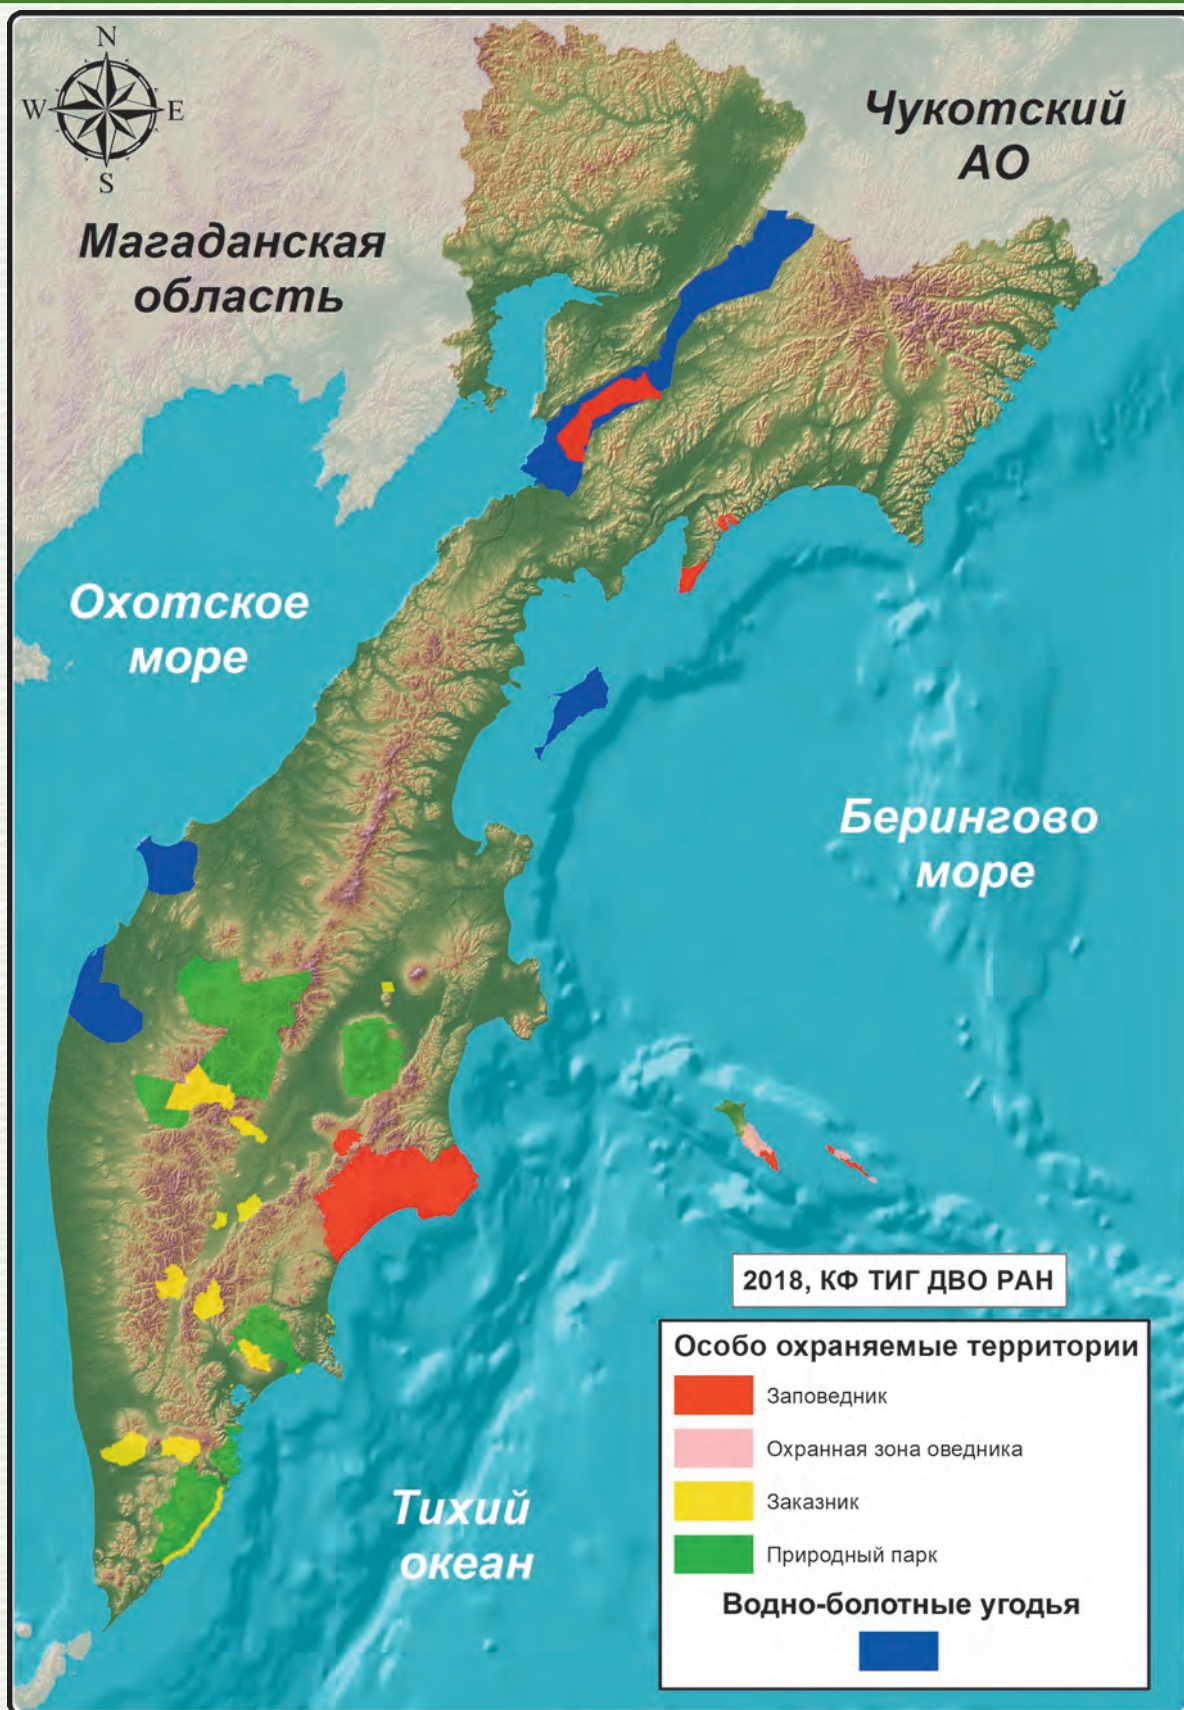 N
W E
S
Чукотский
АО
Магаданская
область
Охотское
море
Берингово
море
2018, КФ ТИГ ДВО РАН
Особо охраняемые территории
Заповедник
Охранная зона оведника
Заказник
Природный парк
Водно-болотные угодья
Тихий
океан